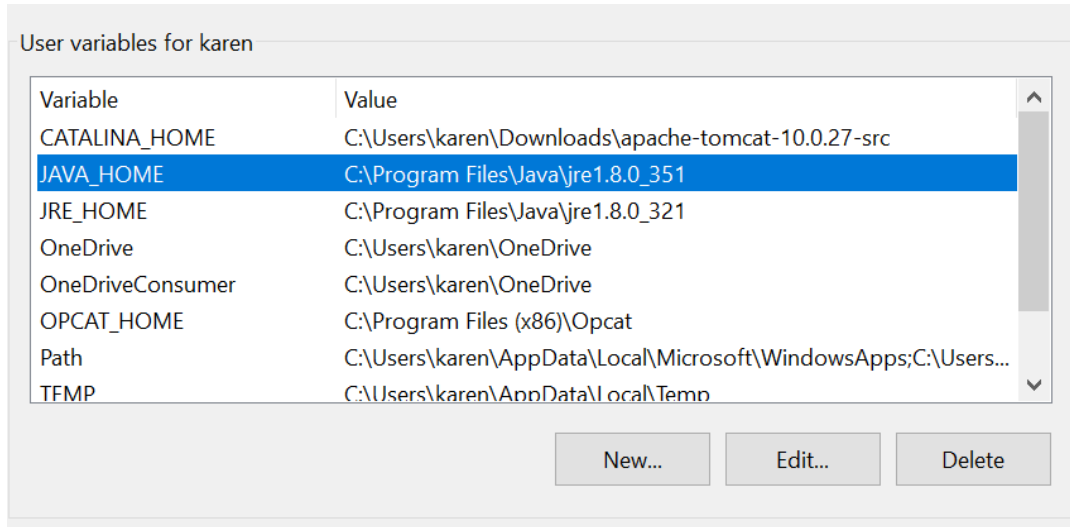 User variables for karen
Variable Value
CATALINA_HOME C:\Users\karen\Downloads\apache-tomcat-10.0.27-src
JAVA_HOME C:\Program Files\Java\jre1.8.0_351
JRE_HOME C:\Program Files\Java\jre1.8.0_321
OneDrive C:\Users\karen\OneDrive
OneDriveConsumer C:\Users\karen\OneDrive
OPCAT_HOME C:\Program Files (x86)\Opcat
Path C:\Users\karen\AppData\Local\Microsoft\WindowsApps;C:\Users...
TEMP C:\Users\karen\AppData\Local\Temp
New... Edit... Delete